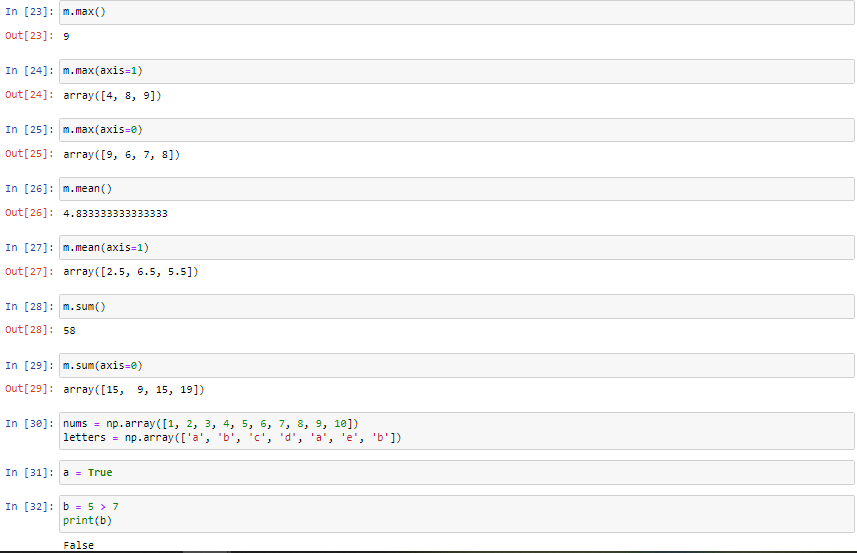 In [23]: m.max()
Out[23]: 9
In [24]: m.max(axis=1)
Out[24]: array([4, 8, 9])
In [25]: m.max(axis=0)
Out[25]: array([9, 6, 7, 8])
In [26]: m.mean()
Out[26]: 4.833333333333333
In [27]: m.mean(axis=1)
Out[27]: array([2.5, 6.5, 5.5])
In [28]: m.sum()
Out[28]: 58
In [29]: m.sum(axis=0)
Out[29]: array([15,  9, 15, 19])
In [30]: nums = np.array([1, 2, 3, 4, 5, 6, 7, 8, 9, 10])
letters = np.array(['a', 'b', 'c', 'd', 'a', 'e', 'b'])
In [31]: a = True
In [32]: b = 5 > 7
print(b)
False